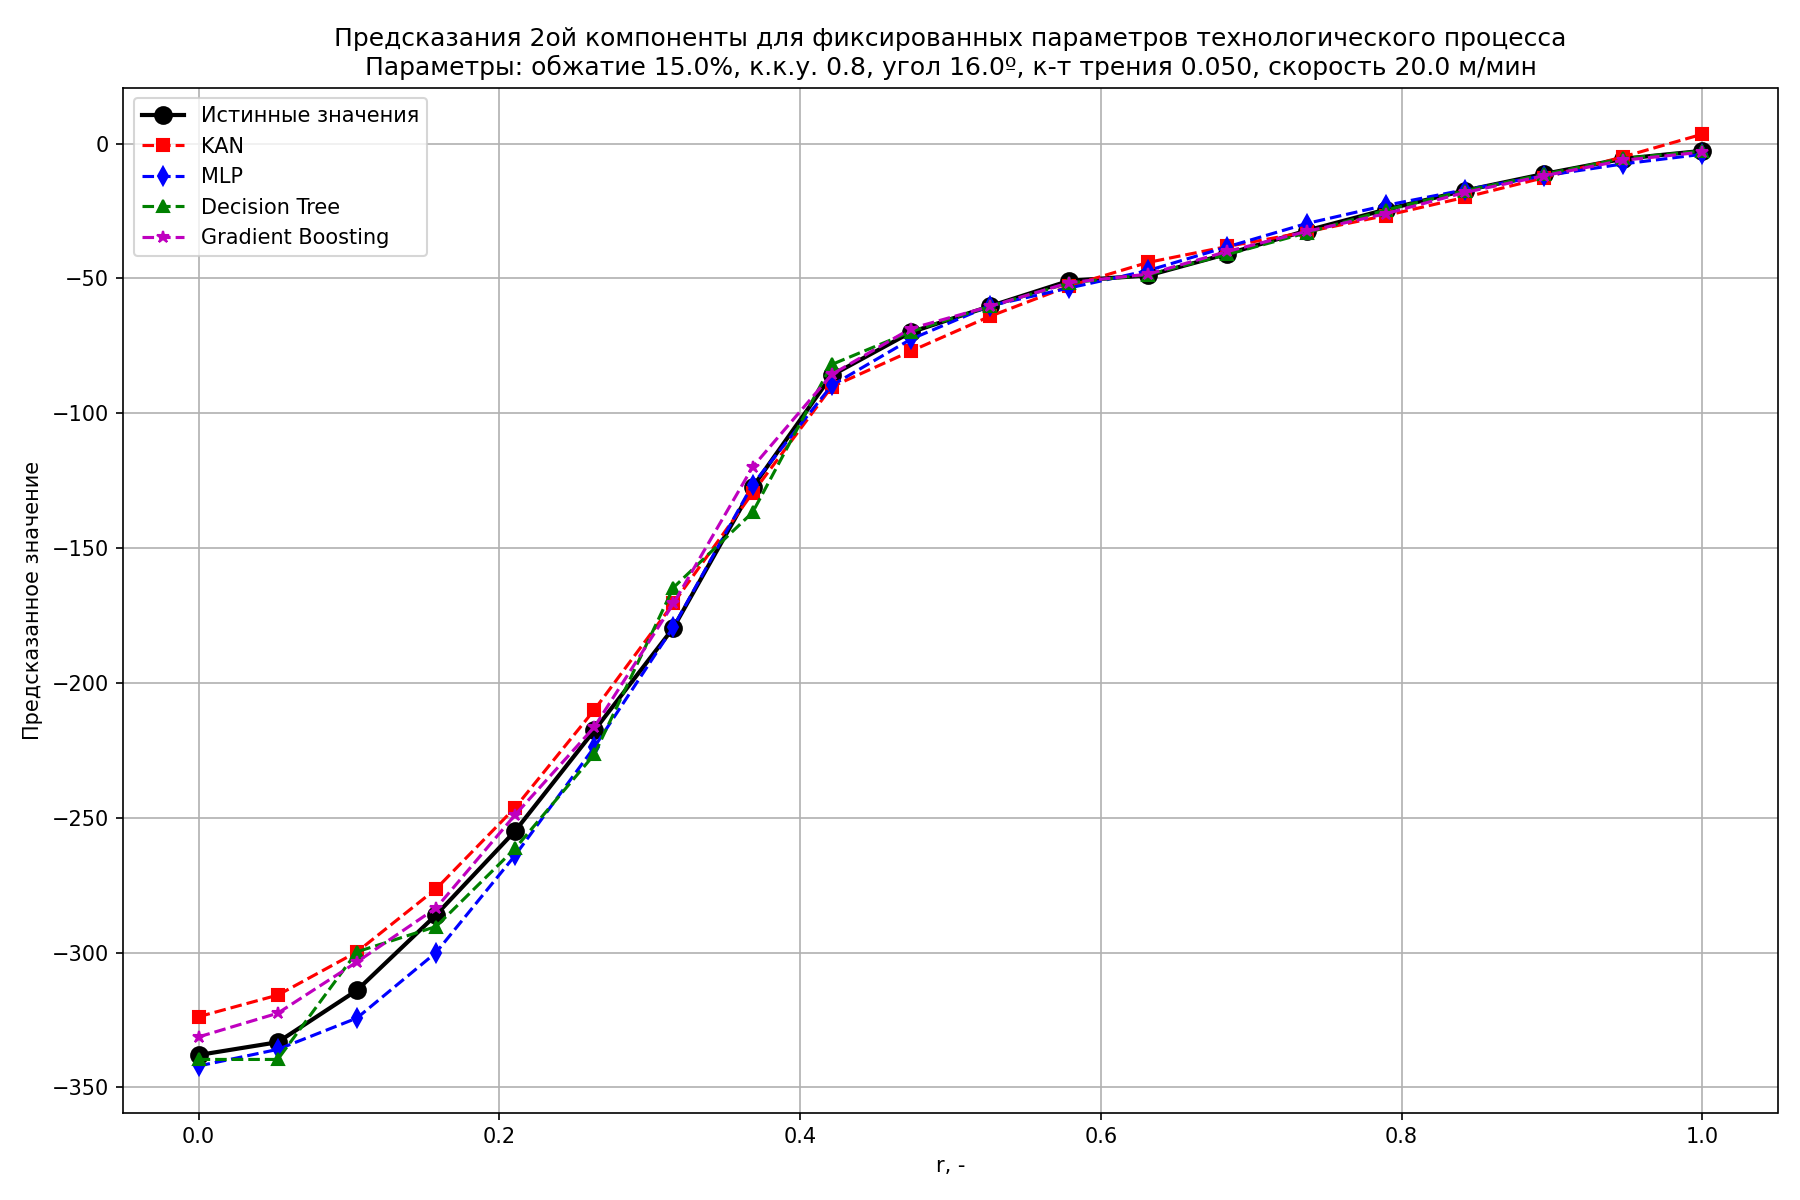 Предсказания 2ой компоненты для фиксированных параметров технологического процесса
Параметры: обжатие 15.0%, к.к.у. 0.8, угол 16.0º, к-т трения 0.050, скорость 20.0 м/мин
Истинные значения
KAN
MLP
Decision Tree
Gradient Boosting
Предсказанное значение
0
−50
−100
−150
−200
−250
−300
−350
0.0
0.2
0.4
0.6
0.8
1.0
r, -